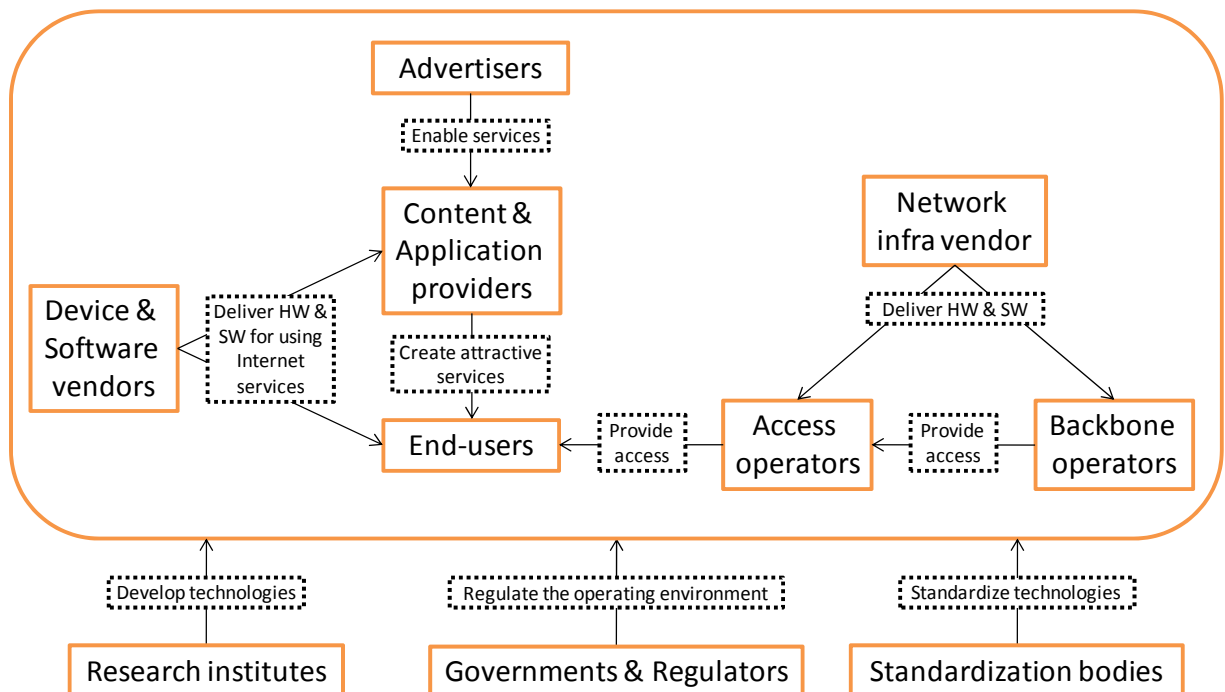 Advertisers
Enable services
Content &
Application
providers
Network
infra vendor
Device &
Software
vendors
Deliver HW &
SW for using
Internet
services
Deliver HW & SW
Create attractive
services
End-users
Provide
access
Access
operators
Provide
access
Backbone
operators
Develop technologies
Regulate the operating environment
Standardize technologies
Research institutes
Governments & Regulators
Standardization bodies